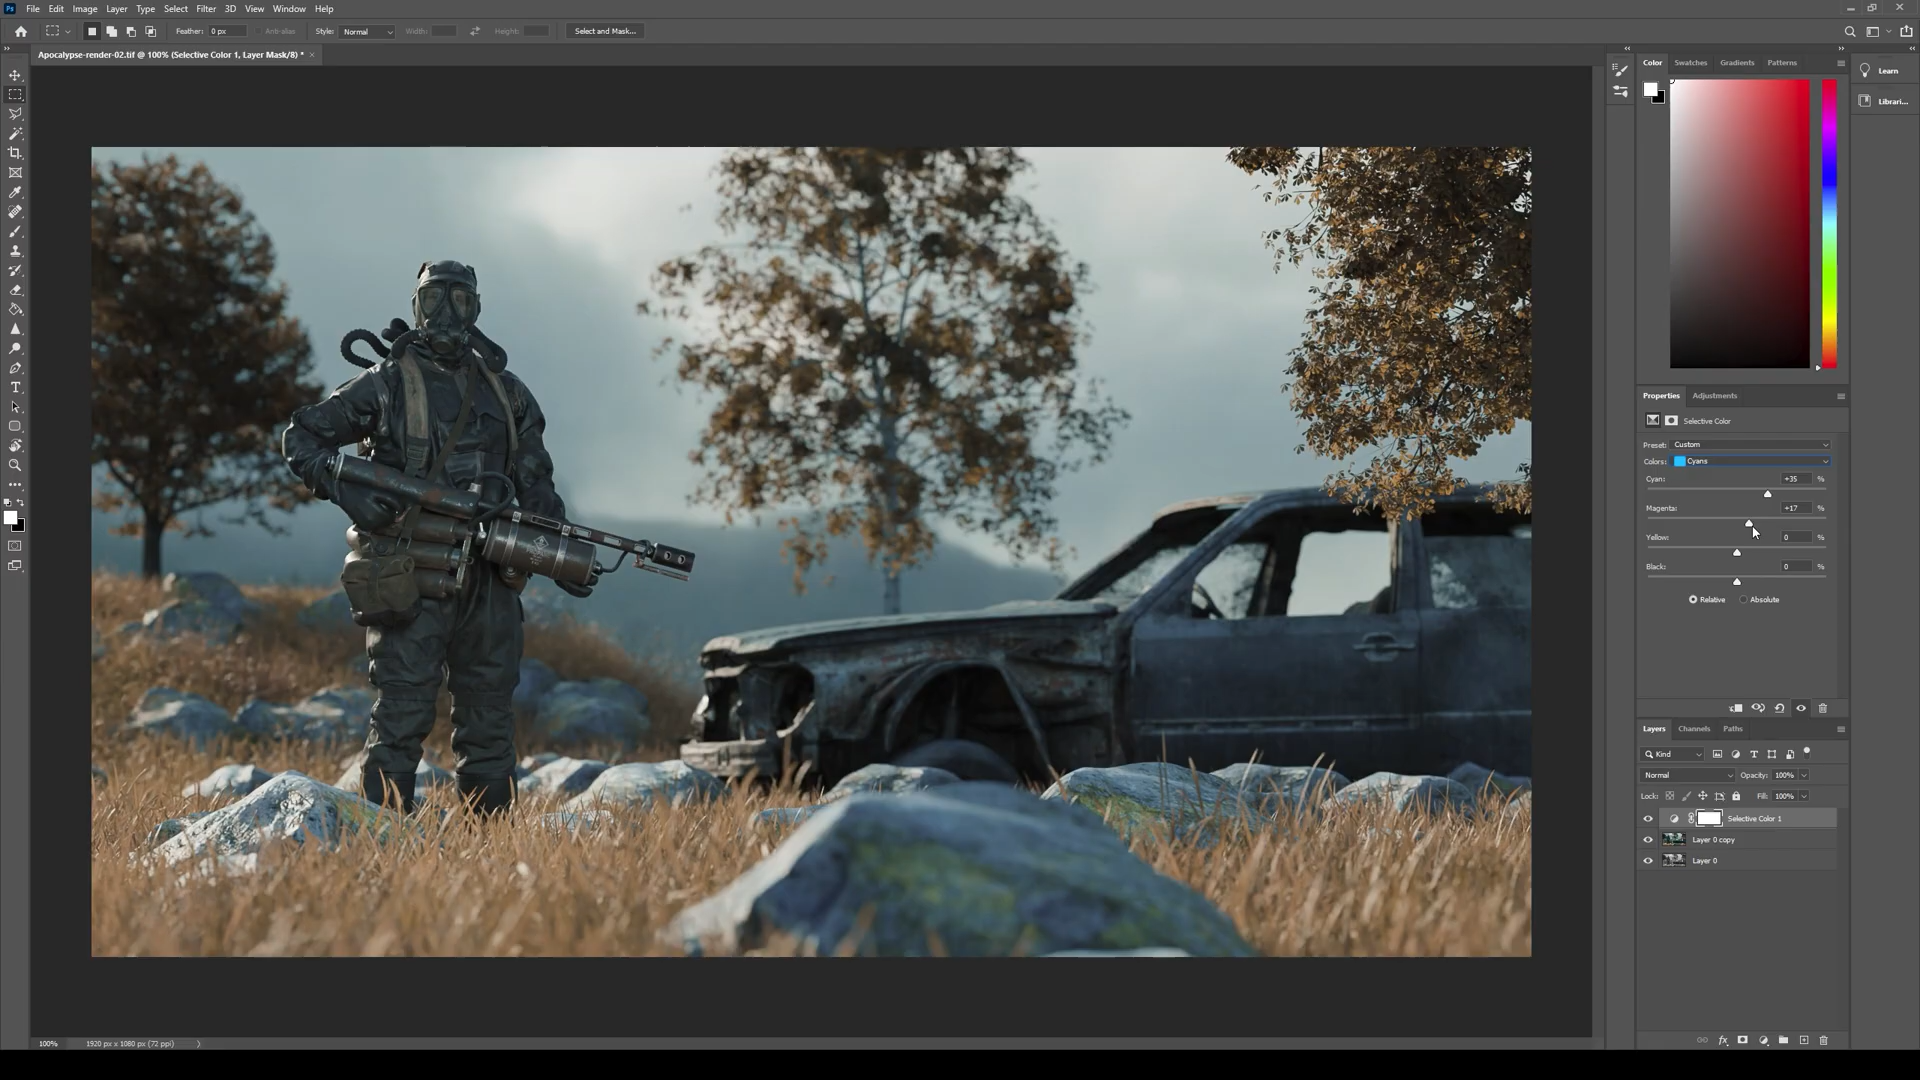 Ps File Edit Image Layer Type Select Filter 3D View Window Help
Feather: 0 px Anti-alias Style: Normal Width: Height: Select and Mask...
Apocalypse-render-02.tif @ 100% (Selective Color 1, Layer Mask/8) * ×
Color Swatches Gradients Patterns
Learn
Librari...
Properties Adjustments
Selective Color
Preset: Custom
Colors: Cyans
Cyan: +35 %
Magenta: +17 %
Yellow: 0 %
Black: 0 %
Relative Absolute
Layers Channels Paths
Kind
Normal Opacity: 100%
Lock: Fill: 100%
Selective Color 1
Layer 0 copy
Layer 0
100% 1920 px x 1080 px (72 ppi)